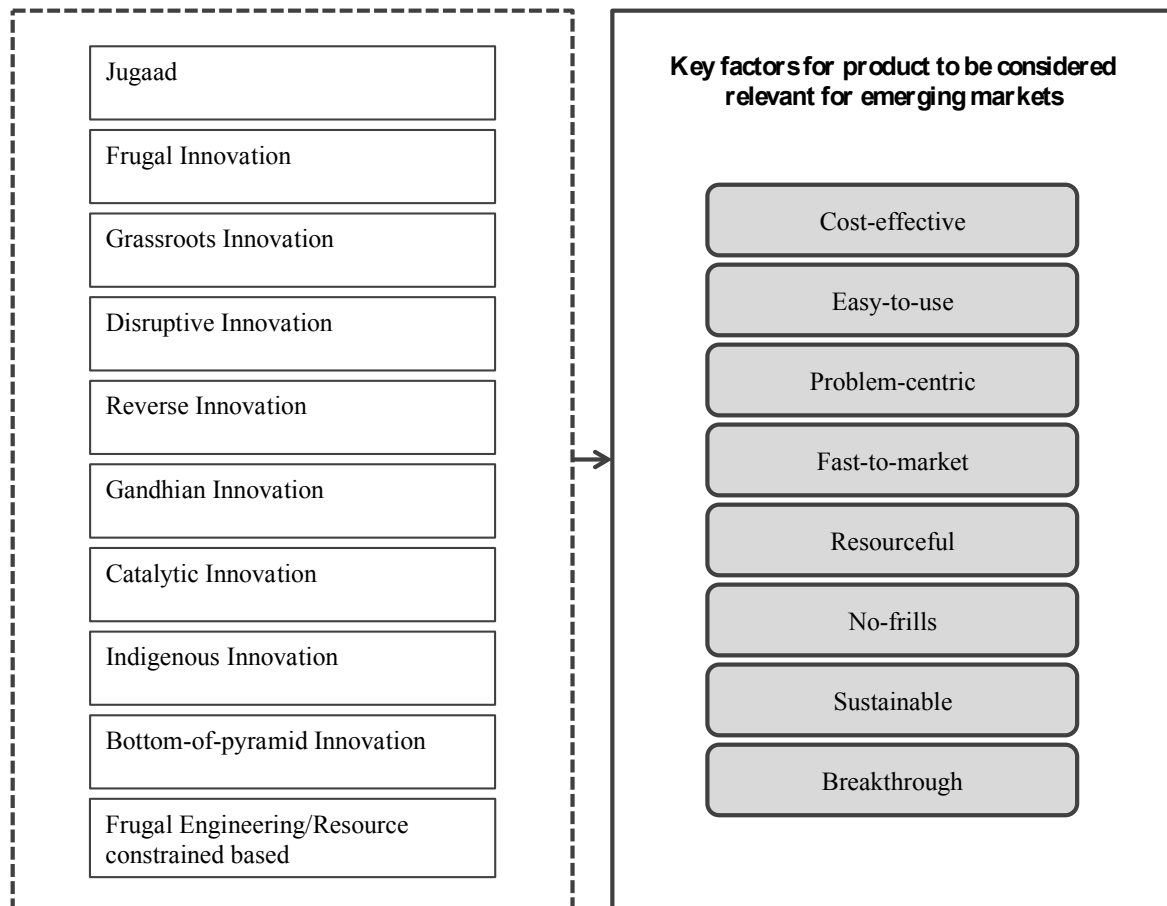 Jugaad
Frugal Innovation
Grassroots Innovation
Disruptive Innovation
Reverse Innovation
Gandhian Innovation
Catalytic Innovation
Indigenous Innovation
Bottom-of-pyramid Innovation
Frugal Engineering/Resource
constrained based
Key factors for product to be considered
relevant for emerging markets
Cost-effective
Easy-to-use
Problem-centric
Fast-to-market
Resourceful
No-frills
Sustainable
Breakthrough